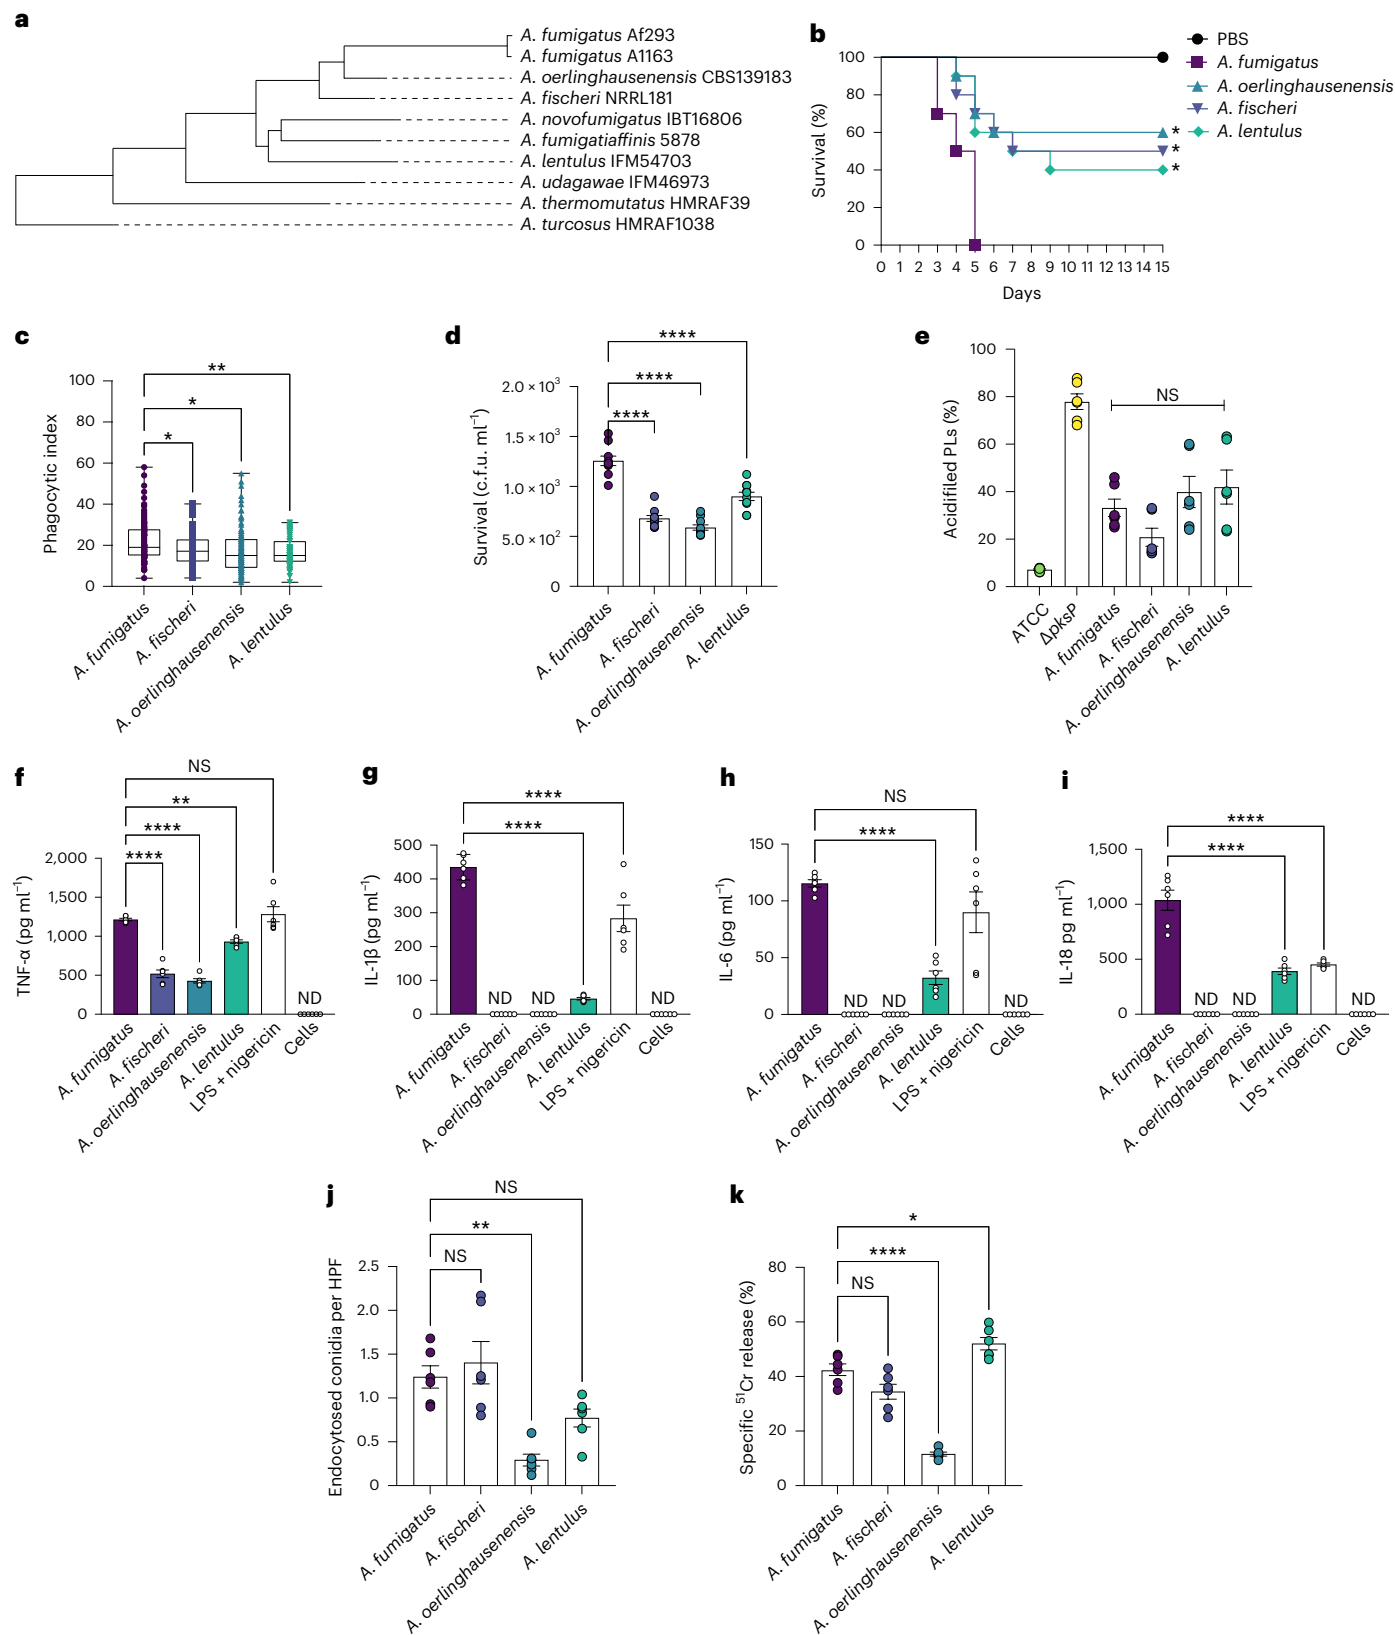 a
A. fumigatus Af293
A. fumigatus A1163
A. oerlinghausenensis CBS139183
A. fischeri NRRL181
A. novofumigatus IBT16806
A. fumigatiaffinis 5878
A. lentulus IFM54703
A. udagawae IFM46973
A. thermomutatus HMRAF39
A. turcosus HMRAF1038
b
Survival (%)
100
80
60
40
20
0
0 1 2 3 4 5 6 7 8 9 10 11 12 13 14 15
Days
PBS
A. fumigatus
A. oerlinghausenensis
A. fischeri
A. lentulus
*
*
*
c
Phagocytic index
100
80
60
40
20
0
**
*
*
A. fumigatus
A. fischeri
A. oerlinghausenensis
A. lentulus
d
Survival (c.f.u. ml⁻¹)
2.0 × 10³
1.5 × 10³
1.0 × 10³
5.0 × 10²
0
****
****
****
A. fumigatus
A. fischeri
A. oerlinghausenensis
A. lentulus
e
Acidifiled PLs (%)
100
80
60
40
20
0
NS
ATCC
ΔpksP
A. fumigatus
A. fischeri
A. oerlinghausenensis
A. lentulus
f
TNF-α (pg ml⁻¹)
2,000
1,500
1,000
500
0
NS
**
****
****
ND
A. fumigatus
A. fischeri
A. oerlinghausenensis
A. lentulus
LPS + nigericin
Cells
g
IL-1β (pg ml⁻¹)
500
400
300
200
100
0
****
****
ND ND ND
A. fumigatus
A. fischeri
A. oerlinghausenensis
A. lentulus
LPS + nigericin
Cells
h
IL-6 (pg ml⁻¹)
150
100
50
0
NS
****
ND ND ND
A. fumigatus
A. fischeri
A. oerlinghausenensis
A. lentulus
LPS + nigericin
Cells
i
IL-18 pg ml⁻¹)
1,500
1,000
500
0
****
****
ND ND ND
A. fumigatus
A. fischeri
A. oerlinghausenensis
A. lentulus
LPS + nigericin
Cells
j
Endocytosed conidia per HPF
2.5
2.0
1.5
1.0
0.5
0
NS
**
NS
A. fumigatus
A. fischeri
A. oerlinghausenensis
A. lentulus
k
Specific ⁵¹Cr release (%)
80
60
40
20
0
*
****
NS
A. fumigatus
A. fischeri
A. oerlinghausenensis
A. lentulus